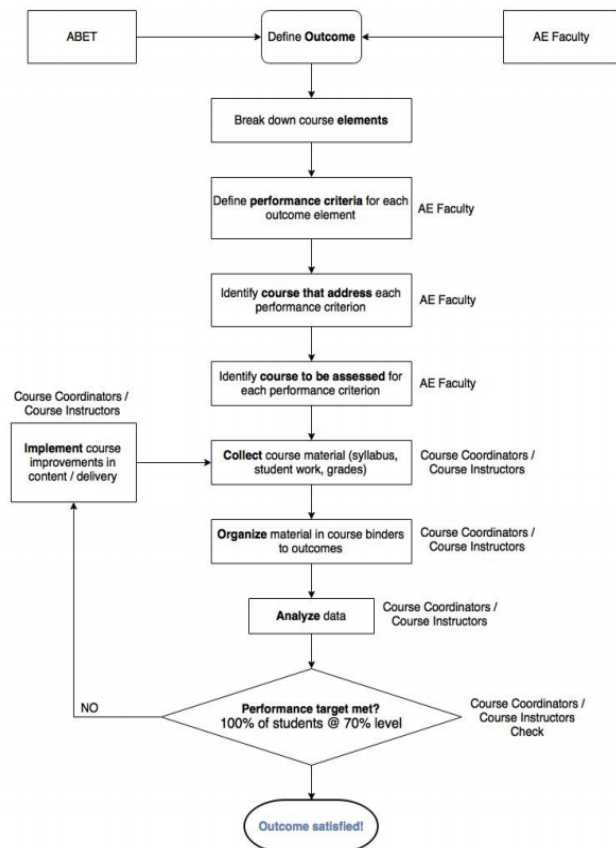 ABET
Define Outcome
AE Faculty
Break down course elements
Define performance criteria for each
outcome element
AE Faculty
Identify course that address each
performance criterion
AE Faculty
Identify course to be assessed for
each performance criterion
AE Faculty
Course Coordinators /
Course Instructors
Implement course
improvements in
content / delivery
Collect course material (syllabus,
student work, grades)
Course Coordinators /
Course Instructors
Organize material in course binders
to outcomes
Course Coordinators /
Course Instructors
Analyze data
Course Coordinators /
Course Instructors
NO
Performance target met?
100% of students @ 70% level
Course Coordinators /
Course Instructors
Check
Outcome satisfied!